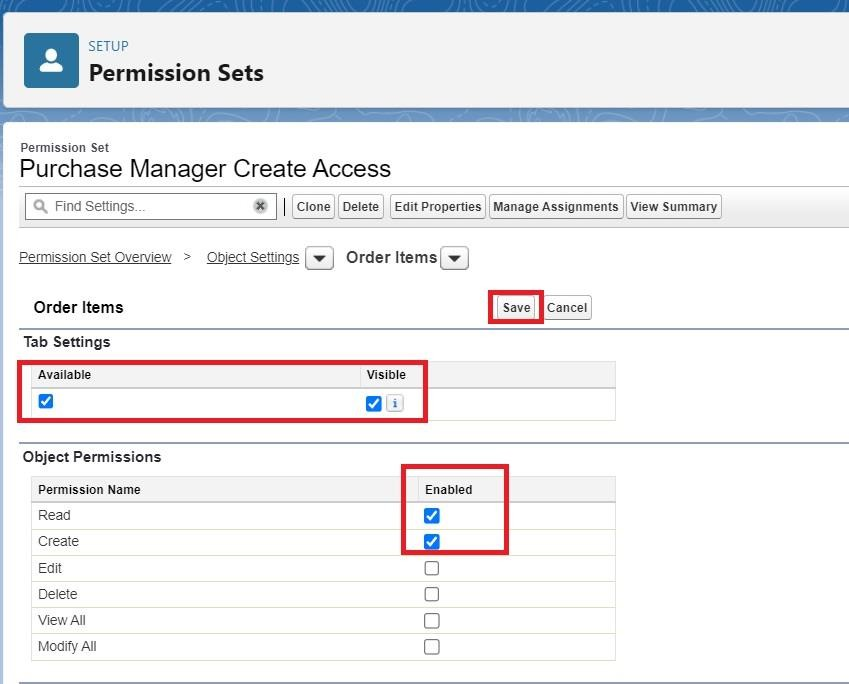 SETUP
Permission Sets
Permission Set
Purchase Manager Create Access
Find Settings... Clone Delete Edit Properties Manage Assignments View Summary
Permission Set Overview > Object Settings Order Items
Order Items Save Cancel
Tab Settings
Available Visible
i
Object Permissions
Permission Name Enabled
Read
Create
Edit
Delete
View All
Modify All